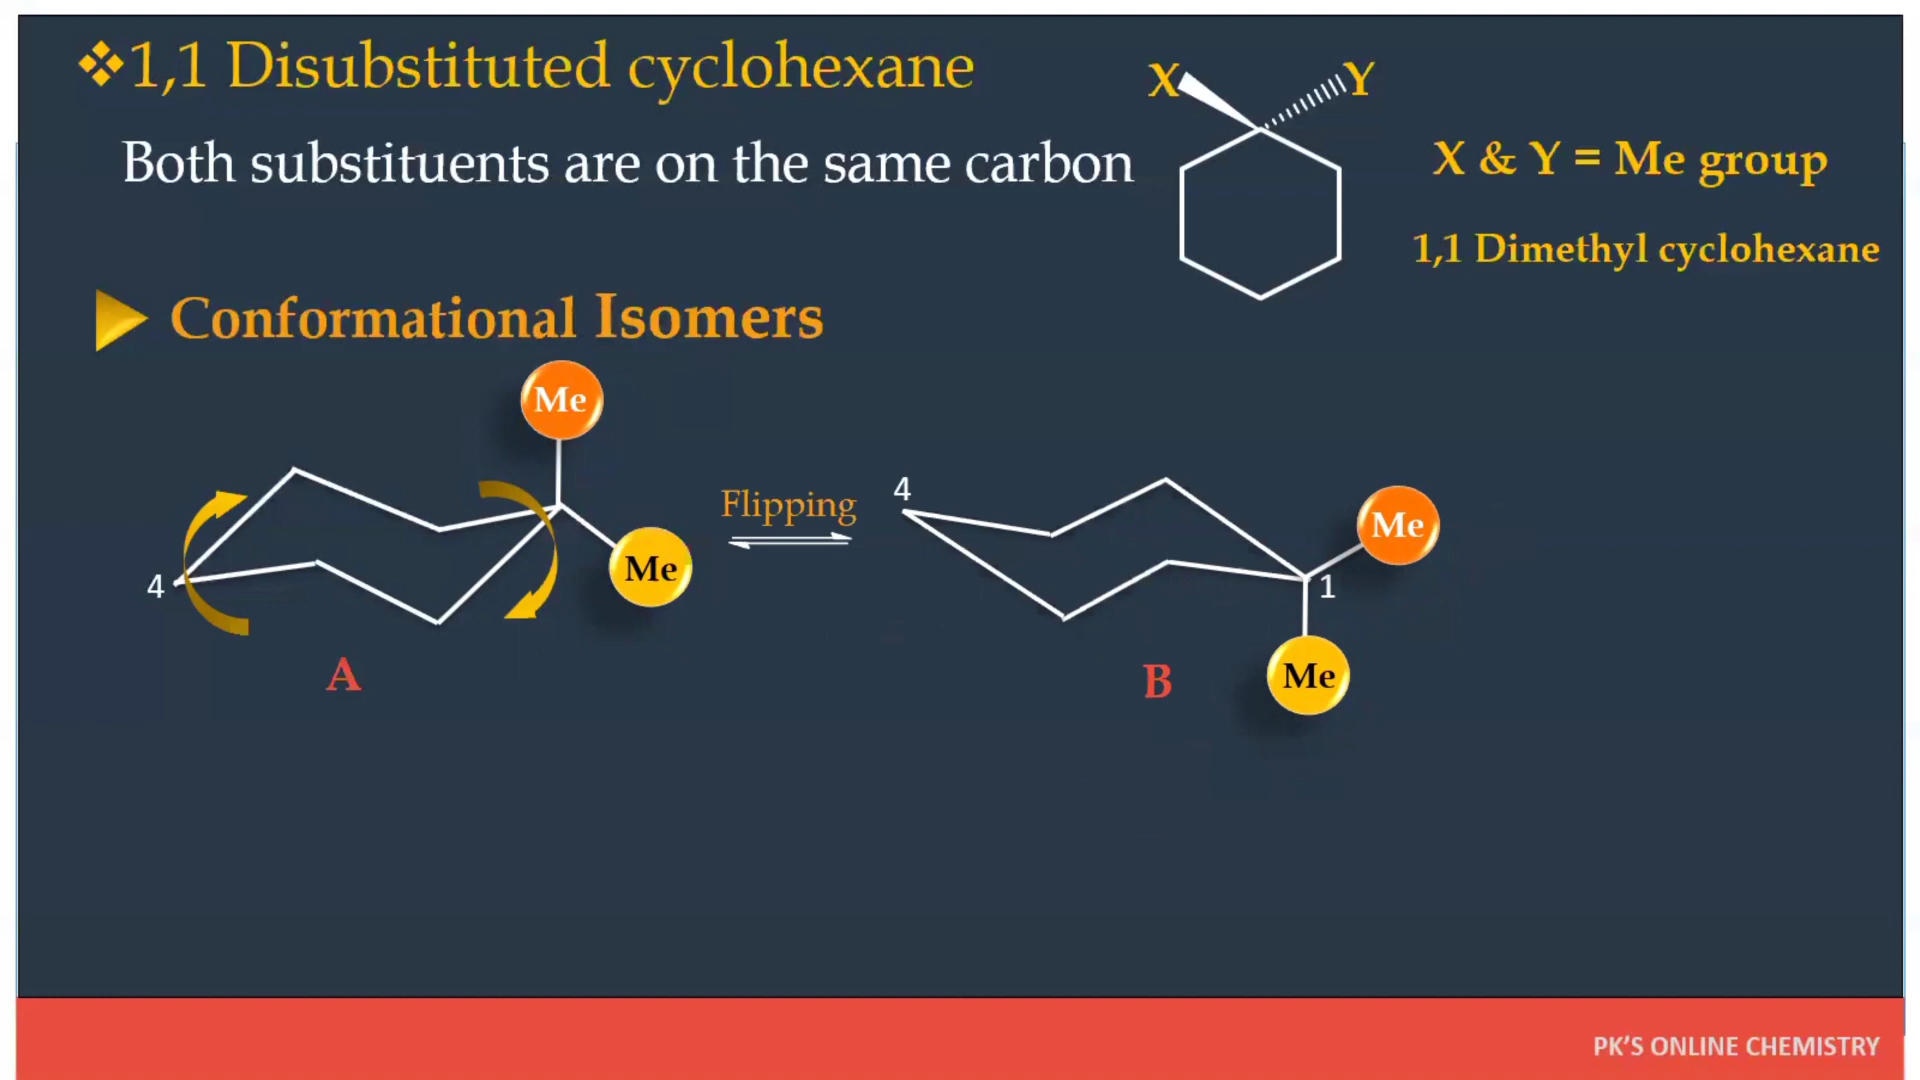 ❖1,1 Disubstituted cyclohexane
Both substituents are on the same carbon
X
Y
X & Y = Me group
1,1 Dimethyl cyclohexane
Conformational Isomers
Me
Me
4
A
Flipping
4
Me
1
Me
B
PK'S ONLINE CHEMISTRY